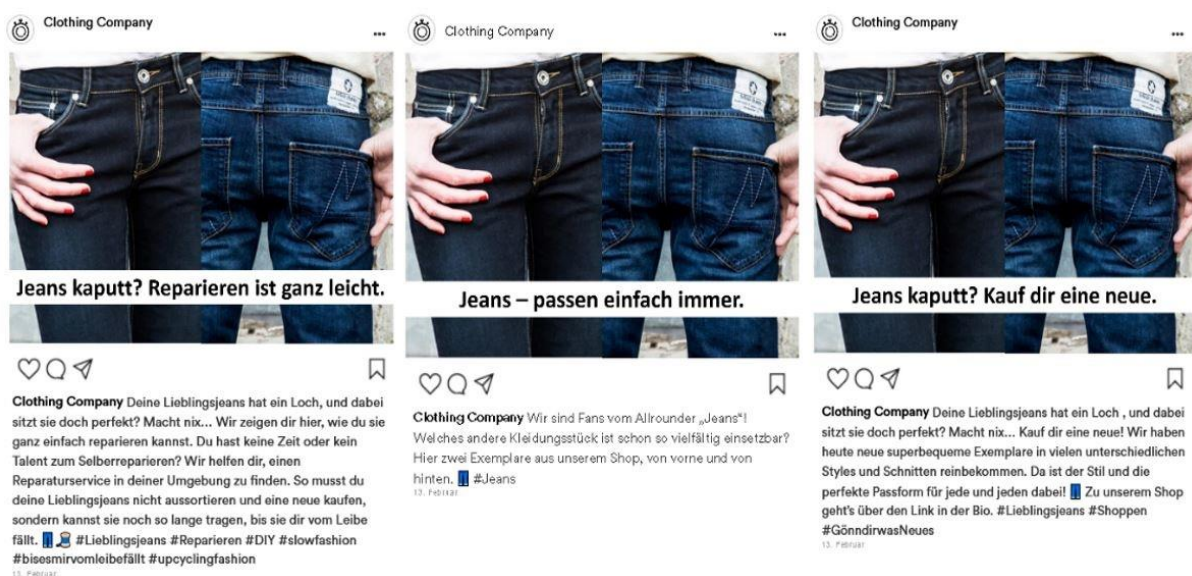 Clothing Company
Jeans kaputt? Reparieren ist ganz leicht.
Clothing Company Deine Lieblingsjeans hat ein Loch, und dabei
sitzt sie doch perfekt? Macht nix... Wir zeigen dir hier, wie du sie
ganz einfach reparieren kannst. Du hast keine Zeit oder kein
Talent zum Selberreparieren? Wir helfen dir, einen
Reparaturservice in deiner Umgebung zu finden. So musst du
deine Lieblingsjeans nicht aussortieren und eine neue kaufen,
sondern kannst sie noch so lange tragen, bis sie dir vom Leibe
fällt. 👖 🧵 #Lieblingsjeans #Reparieren #DIY #slowfashion
#bisesmirvomleibefällt #upcyclingfashion
13. Februar
Clothing Company
Jeans – passen einfach immer.
Clothing Company Wir sind Fans vom Allrounder „Jeans“!
Welches andere Kleidungsstück ist schon so vielfältig einsetzbar?
Hier zwei Exemplare aus unserem Shop, von vorne und von
hinten. 👖 #Jeans
13. Februar
Clothing Company
Jeans kaputt? Kauf dir eine neue.
Clothing Company Deine Lieblingsjeans hat ein Loch , und dabei
sitzt sie doch perfekt? Macht nix... Kauf dir eine neue! Wir haben
heute neue superbequeme Exemplare in vielen unterschiedlichen
Styles und Schnitten reinbekommen. Da ist der Stil und die
perfekte Passform für jede und jeden dabei! 👖 Zu unserem Shop
geht's über den Link in der Bio. #Lieblingsjeans #Shoppen
#GönndirwasNeues
13. Februar